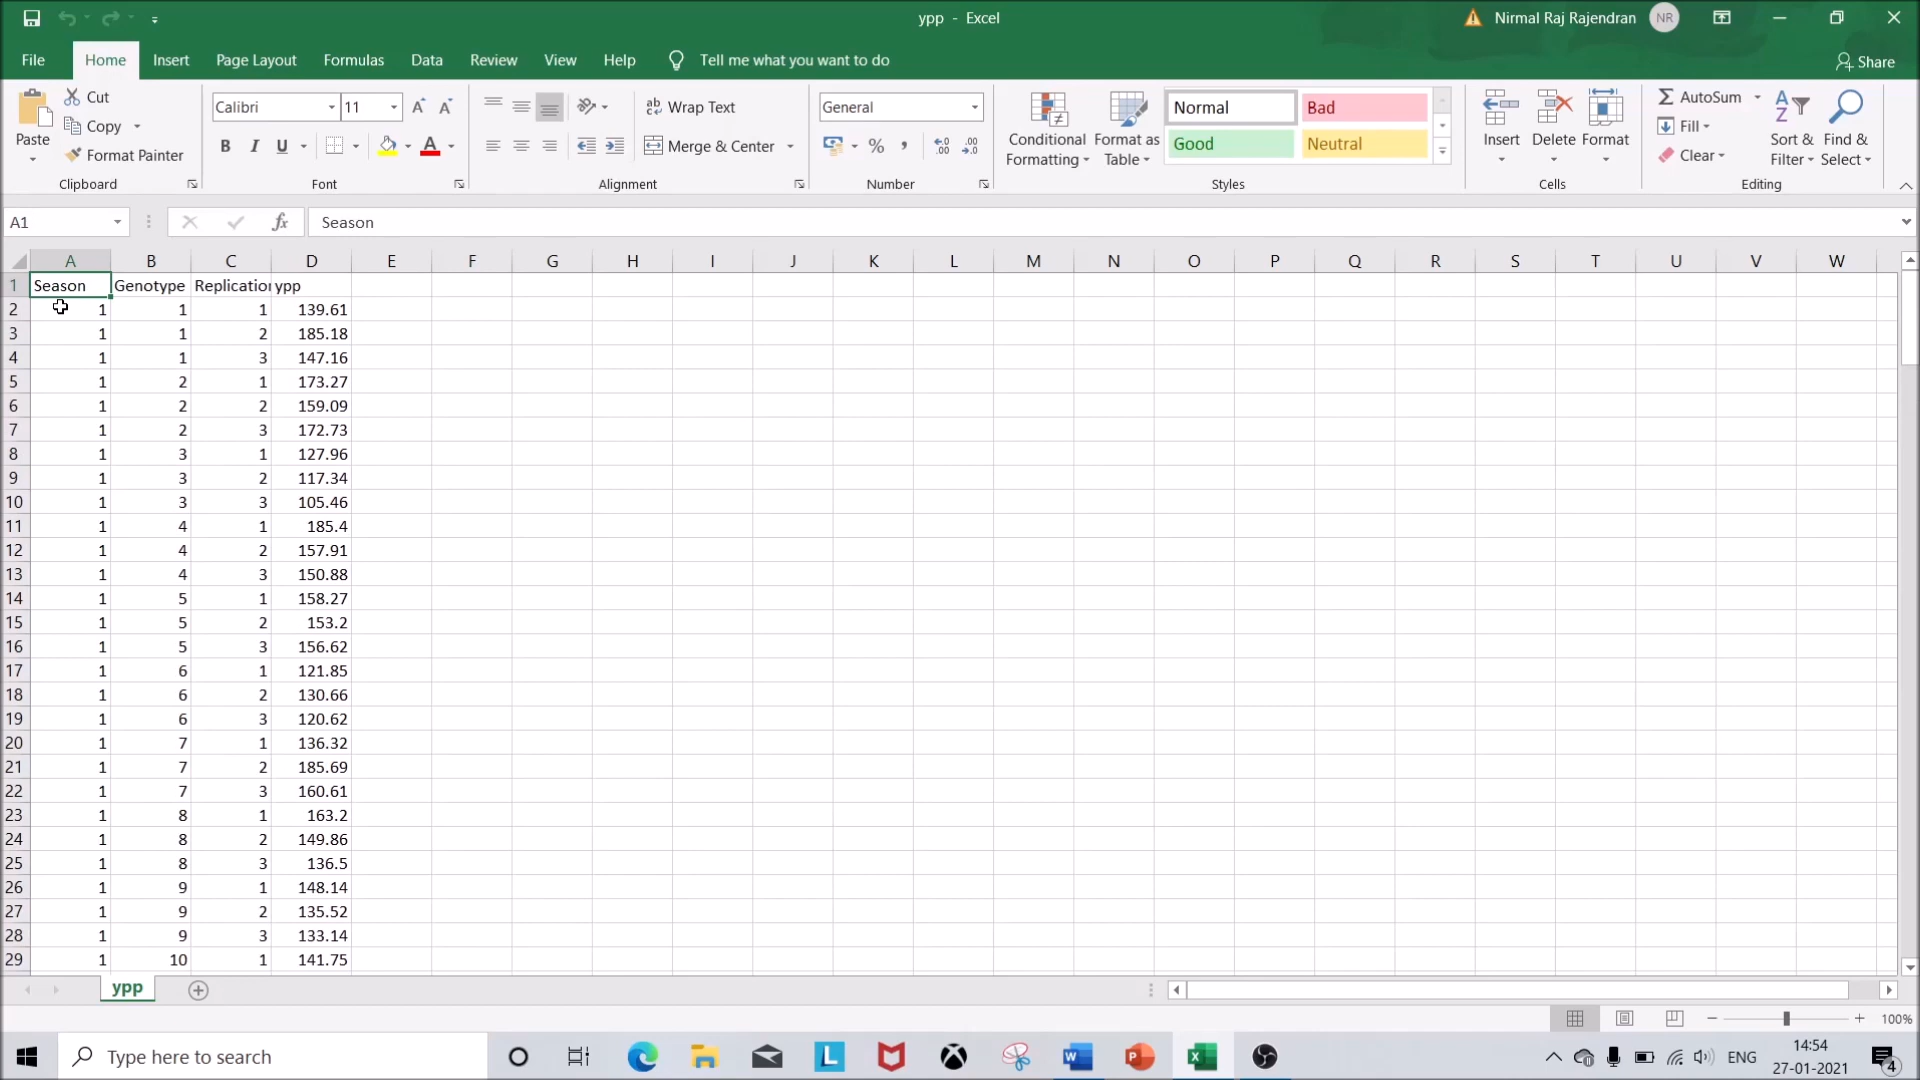 ypp - Excel
Nirmal Raj Rajendran
NR
File Home Insert Page Layout Formulas Data Review View Help Tell me what you want to do
Share
Paste
Cut
Copy
Format Painter
Clipboard
Calibri 11
B I U
Font
Wrap Text
Merge & Center
Alignment
General
Number
Conditional Formatting
Format as Table
Normal Bad
Good Neutral
Styles
Insert Delete Format
Cells
AutoSum
Fill
Clear
Sort & Filter
Find & Select
Editing
A1 fx Season
A B C D E F G H I J K L M N O P Q R S T U V W
1 Season Genotype Replication ypp
2 1 1 1 139.61
3 1 1 2 185.18
4 1 1 3 147.16
5 1 2 1 173.27
6 1 2 2 159.09
7 1 2 3 172.73
8 1 3 1 127.96
9 1 3 2 117.34
10 1 3 3 105.46
11 1 4 1 185.4
12 1 4 2 157.91
13 1 4 3 150.88
14 1 5 1 158.27
15 1 5 2 153.2
16 1 5 3 156.62
17 1 6 1 121.85
18 1 6 2 130.66
19 1 6 3 120.62
20 1 7 1 136.32
21 1 7 2 185.69
22 1 7 3 160.61
23 1 8 1 163.2
24 1 8 2 149.86
25 1 8 3 136.5
26 1 9 1 148.14
27 1 9 2 135.52
28 1 9 3 133.14
29 1 10 1 141.75
ypp
100%
Type here to search
ENG
14:54
27-01-2021
4